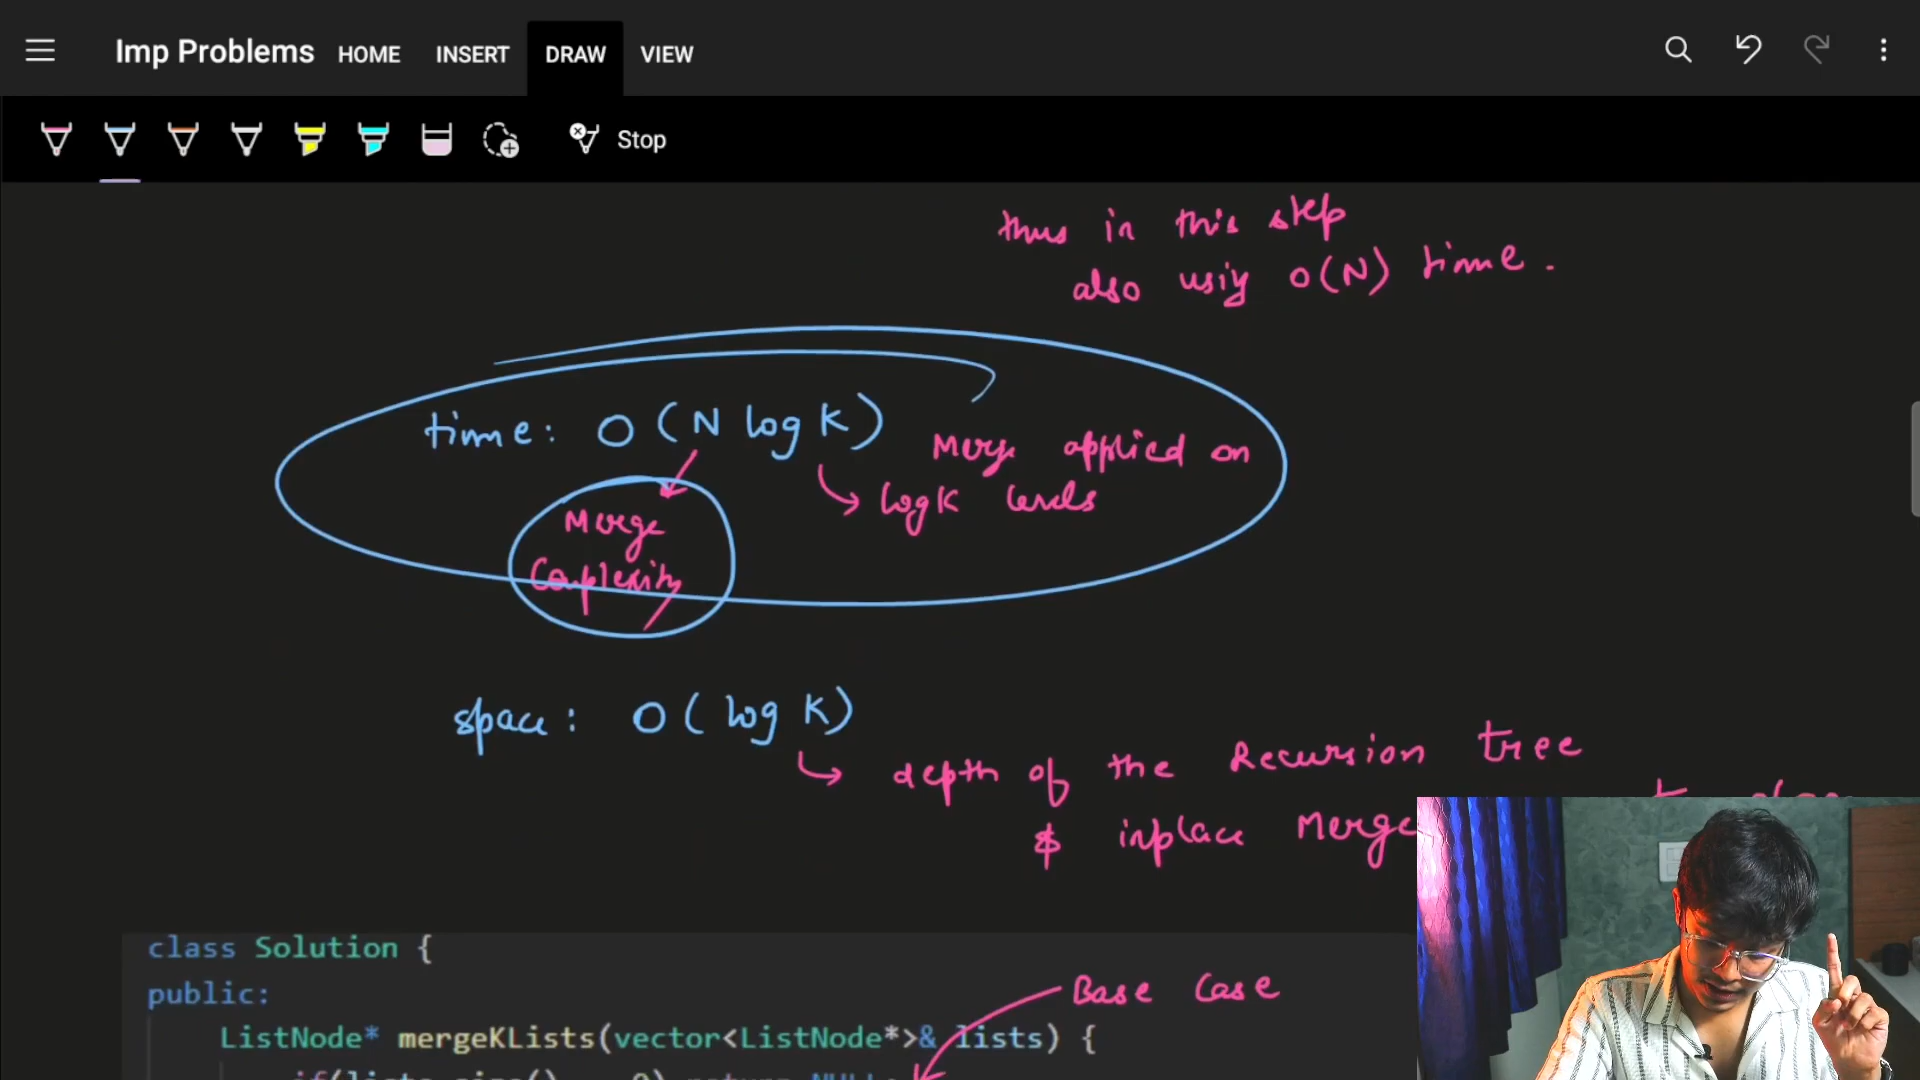 Imp Problems HOME INSERT DRAW VIEW
Stop
thus in this step
also using O(N) time.
time: O(N log K)
Merge applied on
log K levels
Merge
Complexity
space: O(log K)
depth of the Recursion tree
& inplace Merge
class Solution {
public:
Base Case
ListNode* mergeKLists(vector<ListNode*>& lists) {